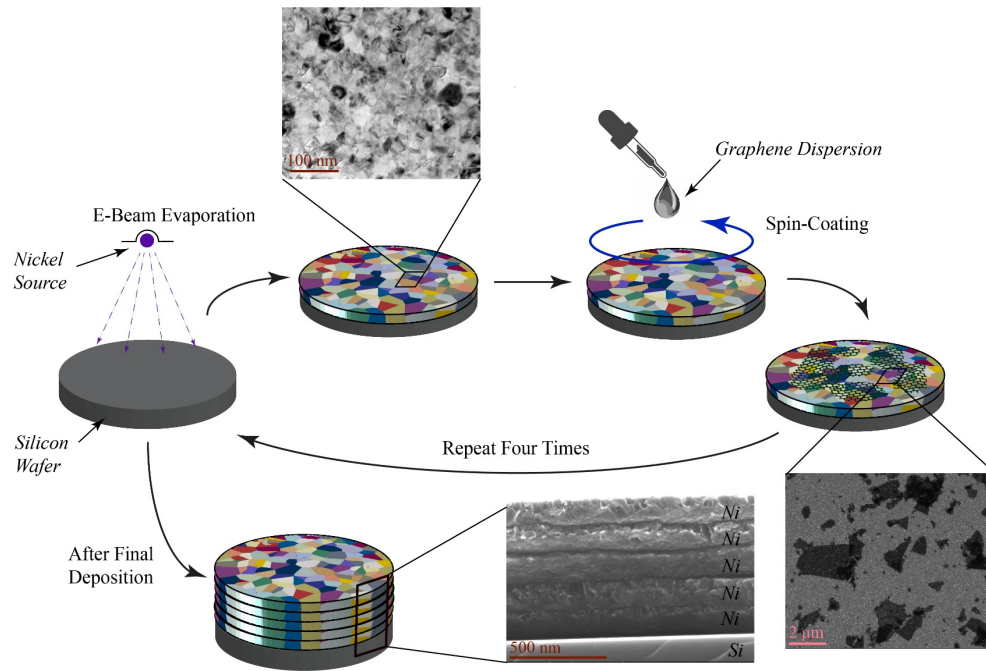 100 nm
Graphene Dispersion
E-Beam Evaporation
Spin-Coating
Nickel
Source
Silicon
Wafer
Repeat Four Times
After Final
Deposition
Ni
Ni
Ni
Ni
Ni
Si
500 nm
2 μm